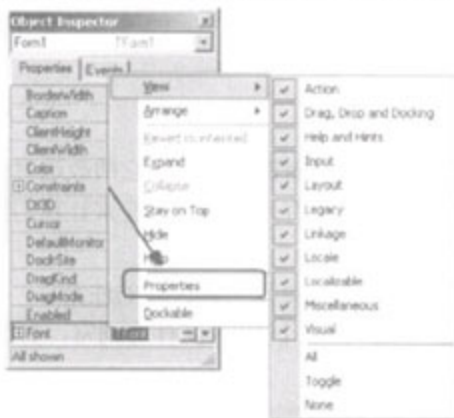 Object Inspector
Form1 TForm1
Properties Events
BorderWidth
Caption
ClientHeight
ClientWidth
Color
Constraints
Ctl3D
Cursor
DefaultMonitor
DockSite
DragKind
DragMode
Enabled
Font TFont
All shown
View
Arrange
Revert to inherited
Expand
Collapse
Stay on Top
Hide
Help
Properties
Dockable
Action
Drag, Drop and Docking
Help and Hints
Input
Layout
Legacy
Linkage
Locale
Localizable
Miscellaneous
Visual
All
Toggle
None